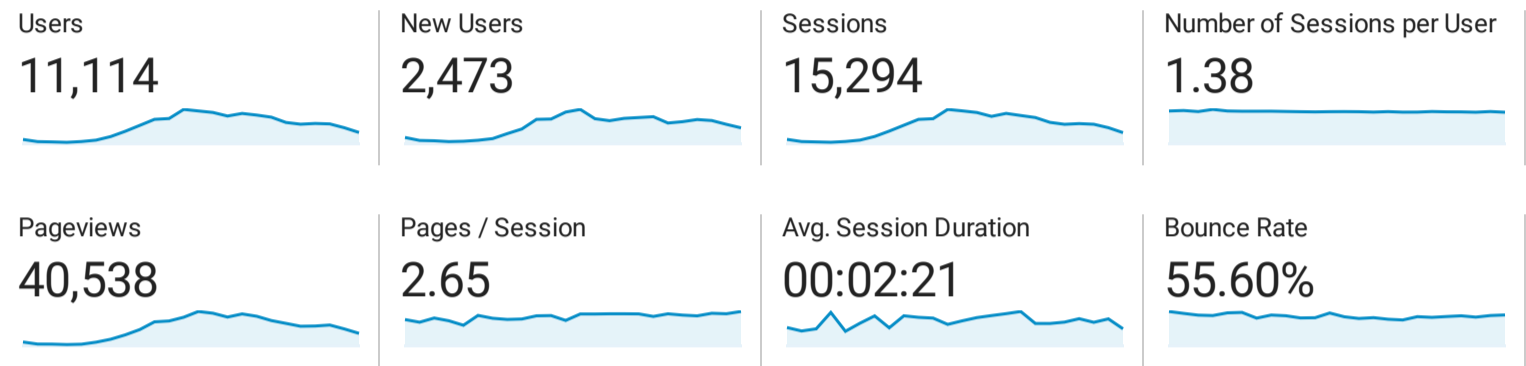 Users
11,114
New Users
2,473
Sessions
15,294
Number of Sessions per User
1.38
Pageviews
40,538
Pages / Session
2.65
Avg. Session Duration
00:02:21
Bounce Rate
55.60%